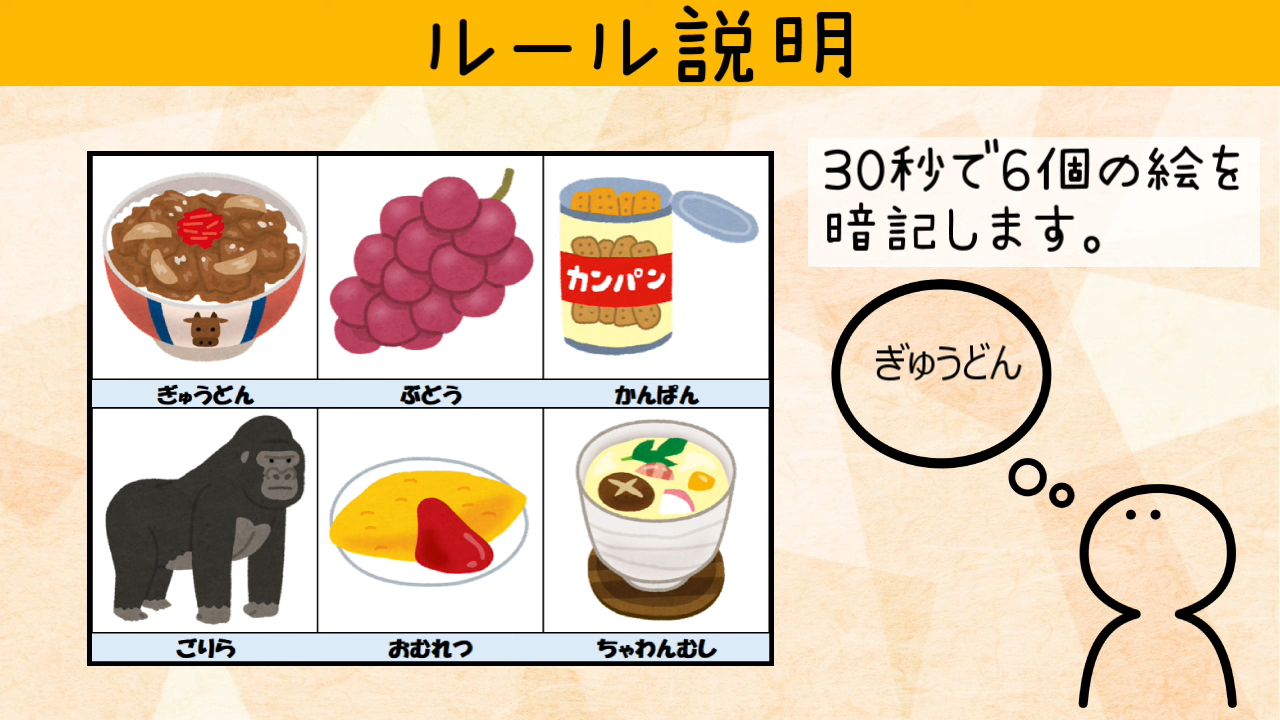 ルール説明
30秒で6個の絵を
暗記します。
カンパン
ぎゅうどん
ぶどう
かんぱん
ごりら
おむれつ
ちゃわんむし
ぎゅうどん